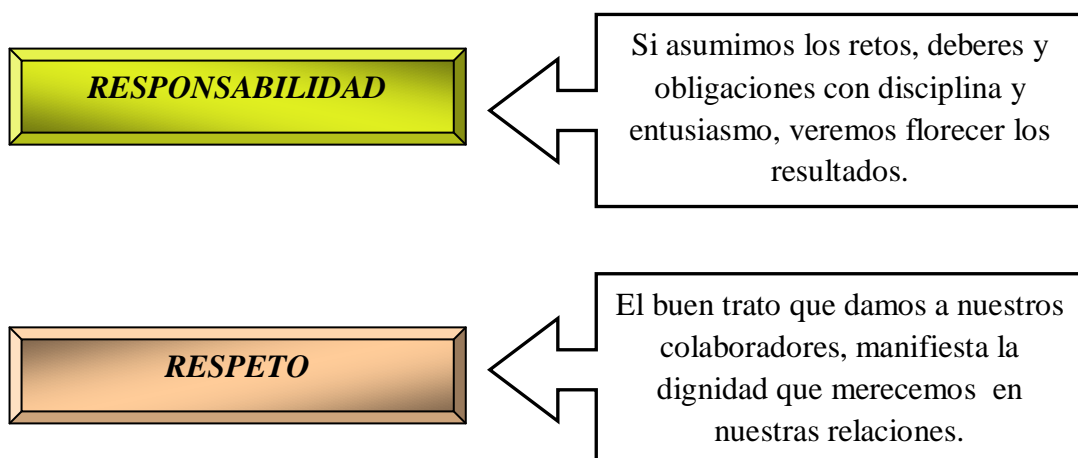 RESPONSABILIDAD
Si asumimos los retos, deberes y
obligaciones con disciplina y
entusiasmo, veremos florecer los
resultados.
RESPETO
El buen trato que damos a nuestros
colaboradores, manifiesta la
dignidad que merecemos en
nuestras relaciones.